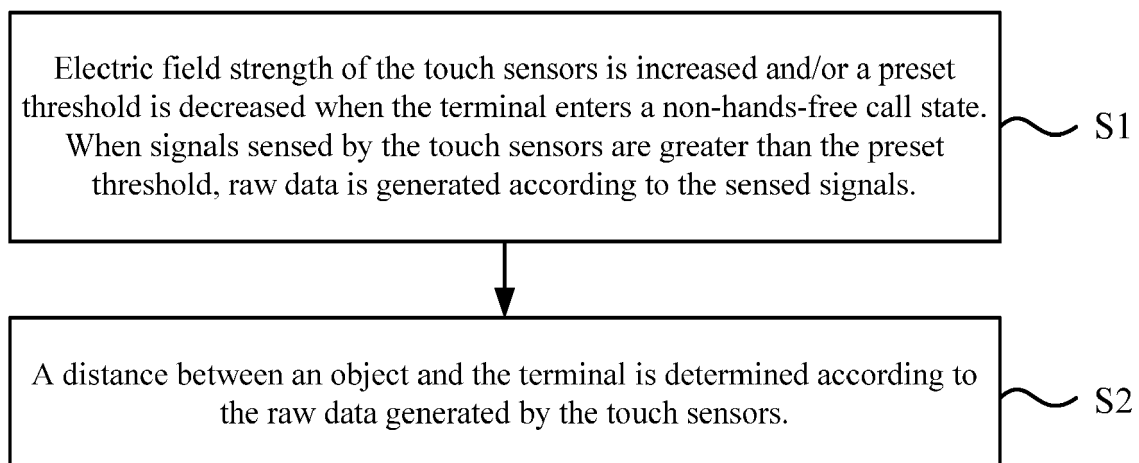 Electric field strength of the touch sensors is increased and/or a preset
threshold is decreased when the terminal enters a non-hands-free call state.
When signals sensed by the touch sensors are greater than the preset
threshold, raw data is generated according to the sensed signals.
S1
A distance between an object and the terminal is determined according to
the raw data generated by the touch sensors.
S2